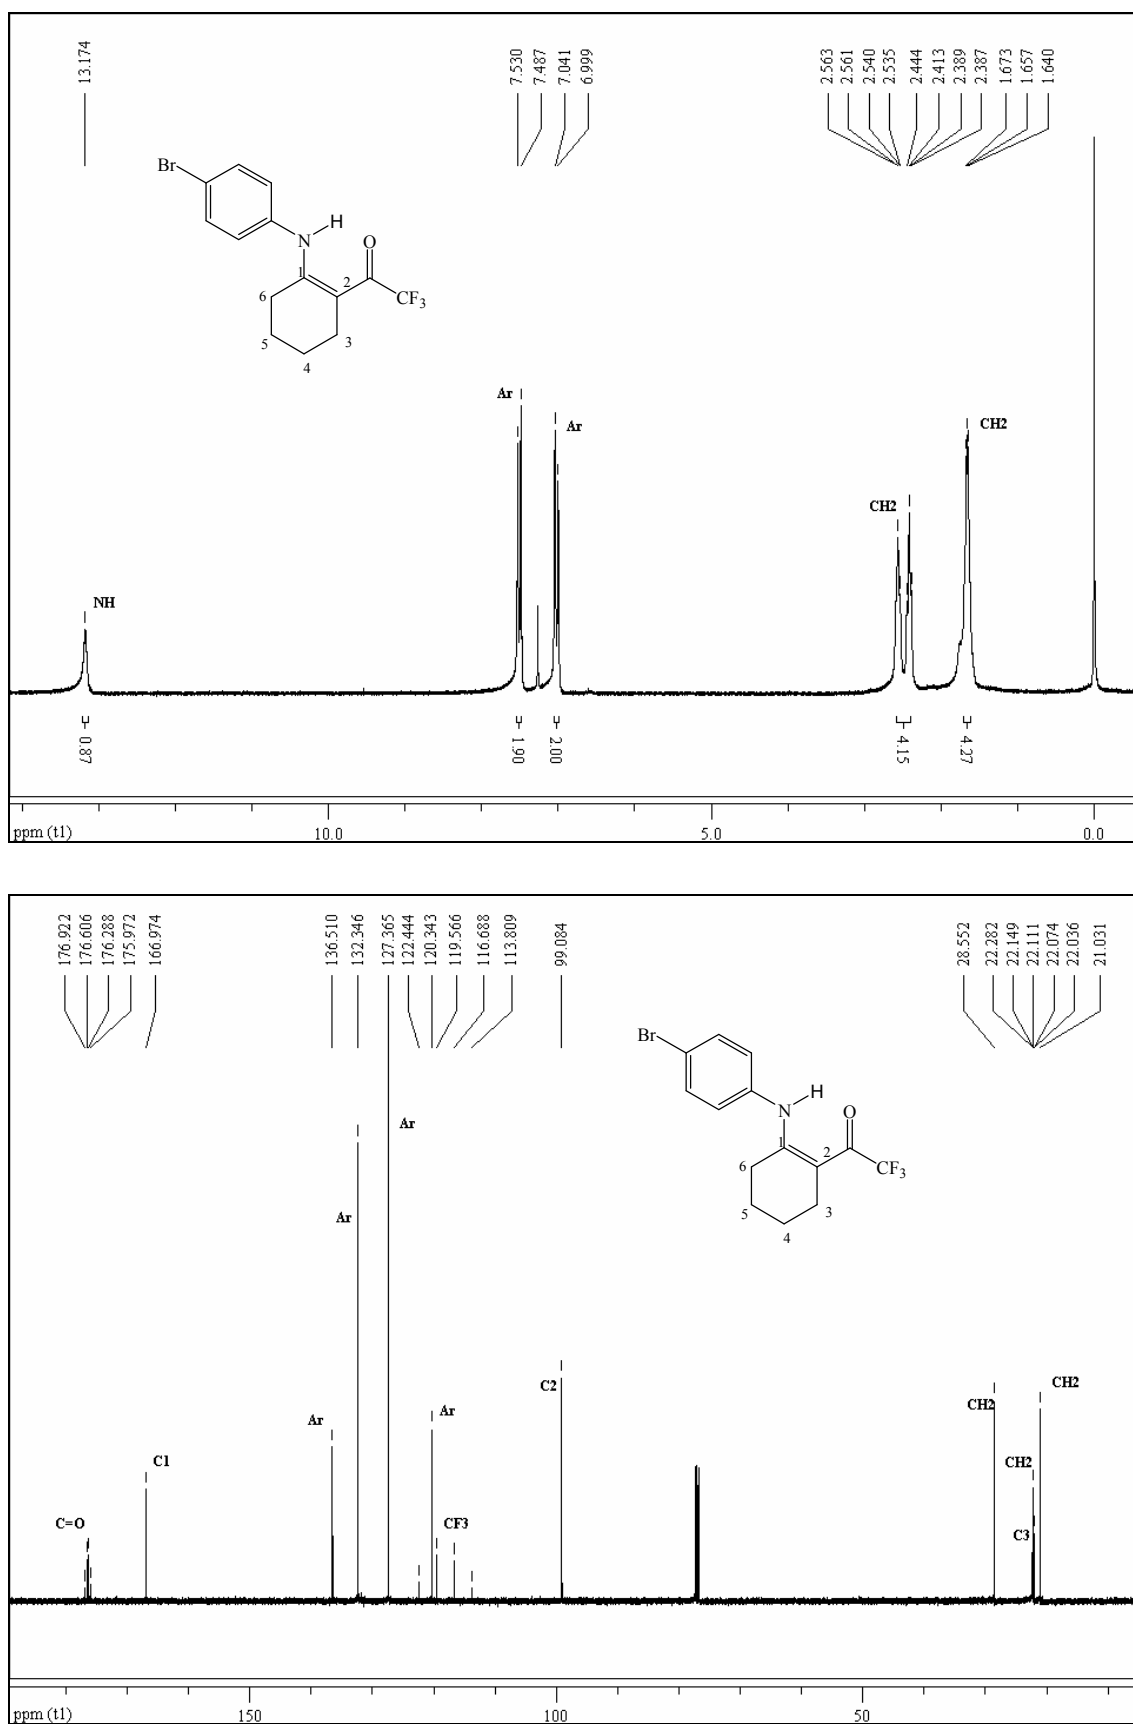 13.174
7.530
7.487
7.041
6.999
2.563
2.561
2.540
2.535
2.444
2.413
2.389
2.387
1.673
1.657
1.640
Br
N
H
O
CF3
1
2
3
4
5
6
NH
Ar
Ar
CH2
CH2
0.87
1.90
2.00
4.15
4.27
10.0
5.0
0.0
ppm (t1)
176.922
176.606
176.288
175.972
166.974
136.510
132.346
127.365
122.444
120.343
119.566
116.688
113.809
99.084
28.552
22.282
22.149
22.111
22.074
22.036
21.031
Br
N
H
O
CF3
1
2
3
4
5
6
C=O
C1
Ar
Ar
Ar
Ar
CF3
C2
CH2
CH2
C3
CH2
150
100
50
ppm (t1)